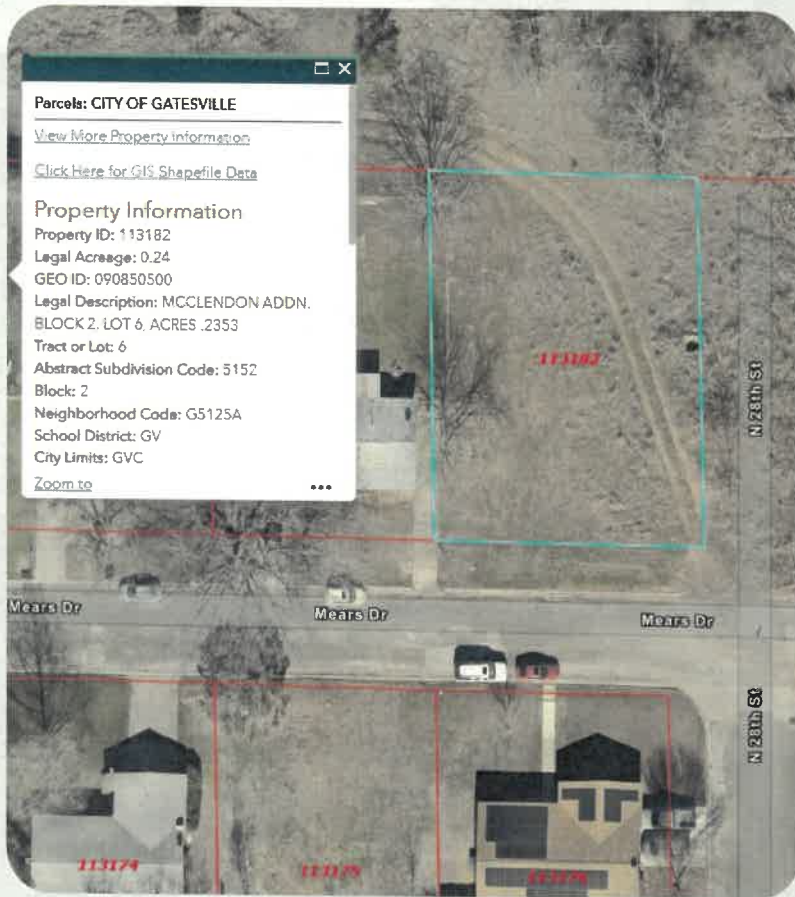 Parcels: CITY OF GATESVILLE
View More Property Information
Click Here for GIS Shapefile Data
Property Information
Property ID: 113182
Legal Acreage: 0.24
GEO ID: 090850500
Legal Description: MCCLENDON ADDN,
BLOCK 2, LOT 6, ACRES .2353
Tract or Lot: 6
Abstract Subdivision Code: 5152
Block: 2
Neighborhood Code: G5125A
School District: GV
City Limits: GVC
Zoom to
113182
N 28th St
Mears Dr
Mears Dr
Mears Dr
N 28th St
113174
113175
113176